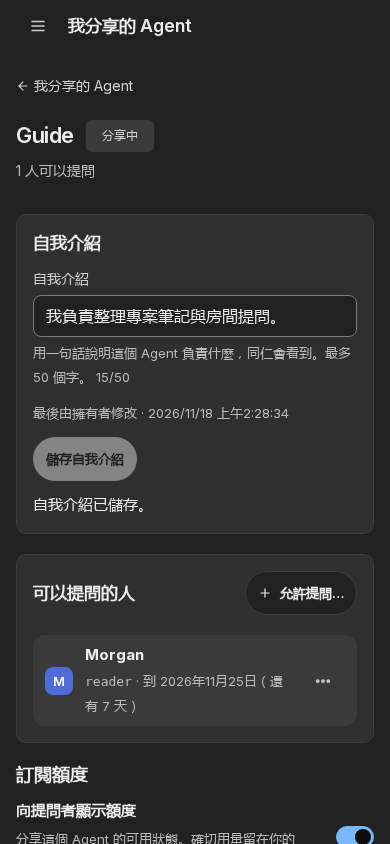 我分享的 Agent
我分享的 Agent
Guide
分享中
1 人可以提問
自我介紹
自我介紹
我負責整理專案筆記與房間提問。
用一句話說明這個 Agent 負責什麼，同仁會看到。最多
50 個字。 15/50
最後由擁有者修改 · 2026/11/18 上午2:28:34
儲存自我介紹
自我介紹已儲存。
可以提問的人
允許提問…
M
Morgan
reader · 到 2026年11月25日（還
有 7 天）
訂閱額度
向提問者顯示額度
分享這個 Agent 的可用狀態。確切用量留在你的